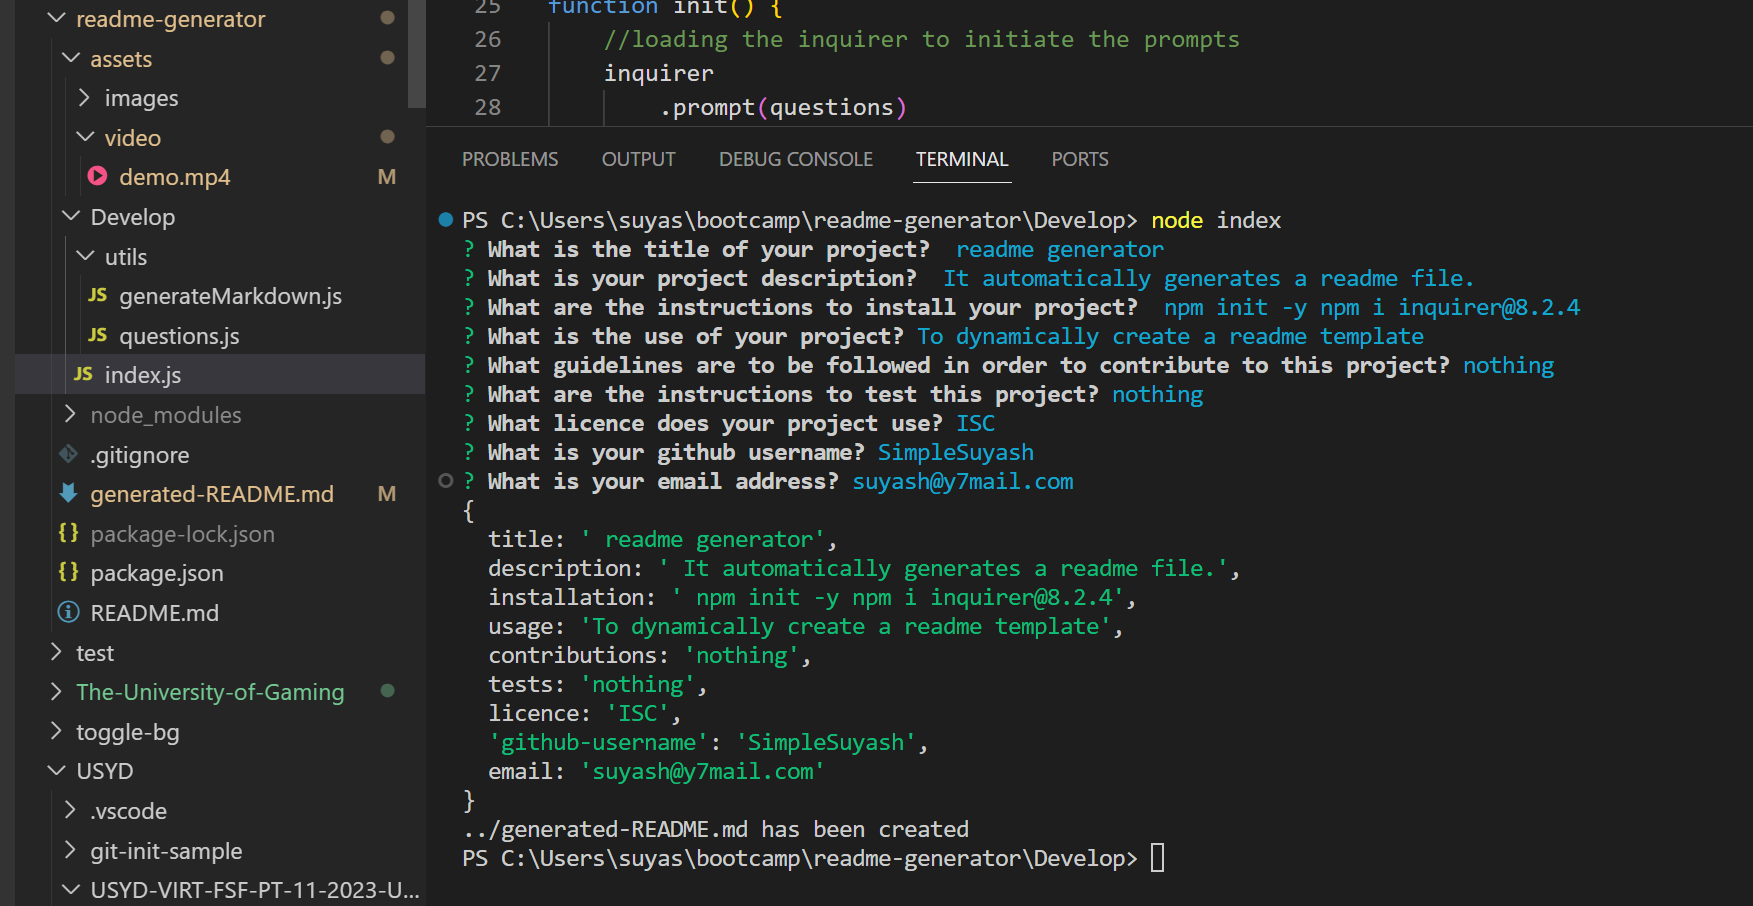 readme-generator
assets
images
video
demo.mp4 M
Develop
utils
JS generateMarkdown.js
JS questions.js
JS index.js
node_modules
.gitignore
generated-README.md M
{} package-lock.json
{} package.json
README.md
test
The-University-of-Gaming
toggle-bg
USYD
.vscode
git-init-sample
USYD-VIRT-FSF-PT-11-2023-U...
25 function init() {
26 //loading the inquirer to initiate the prompts
27 inquirer
28 .prompt(questions)
PROBLEMS OUTPUT DEBUG CONSOLE TERMINAL PORTS
PS C:\Users\suyas\bootcamp\readme-generator\Develop> node index
? What is the title of your project?  readme generator
? What is your project description?  It automatically generates a readme file.
? What are the instructions to install your project?  npm init -y npm i inquirer@8.2.4
? What is the use of your project? To dynamically create a readme template
? What guidelines are to be followed in order to contribute to this project? nothing
? What are the instructions to test this project? nothing
? What licence does your project use? ISC
? What is your github username? SimpleSuyash
? What is your email address? suyash@y7mail.com
{
  title: ' readme generator',
  description: ' It automatically generates a readme file.',
  installation: ' npm init -y npm i inquirer@8.2.4',
  usage: 'To dynamically create a readme template',
  contributions: 'nothing',
  tests: 'nothing',
  licence: 'ISC',
  'github-username': 'SimpleSuyash',
  email: 'suyash@y7mail.com'
}
../generated-README.md has been created
PS C:\Users\suyas\bootcamp\readme-generator\Develop>